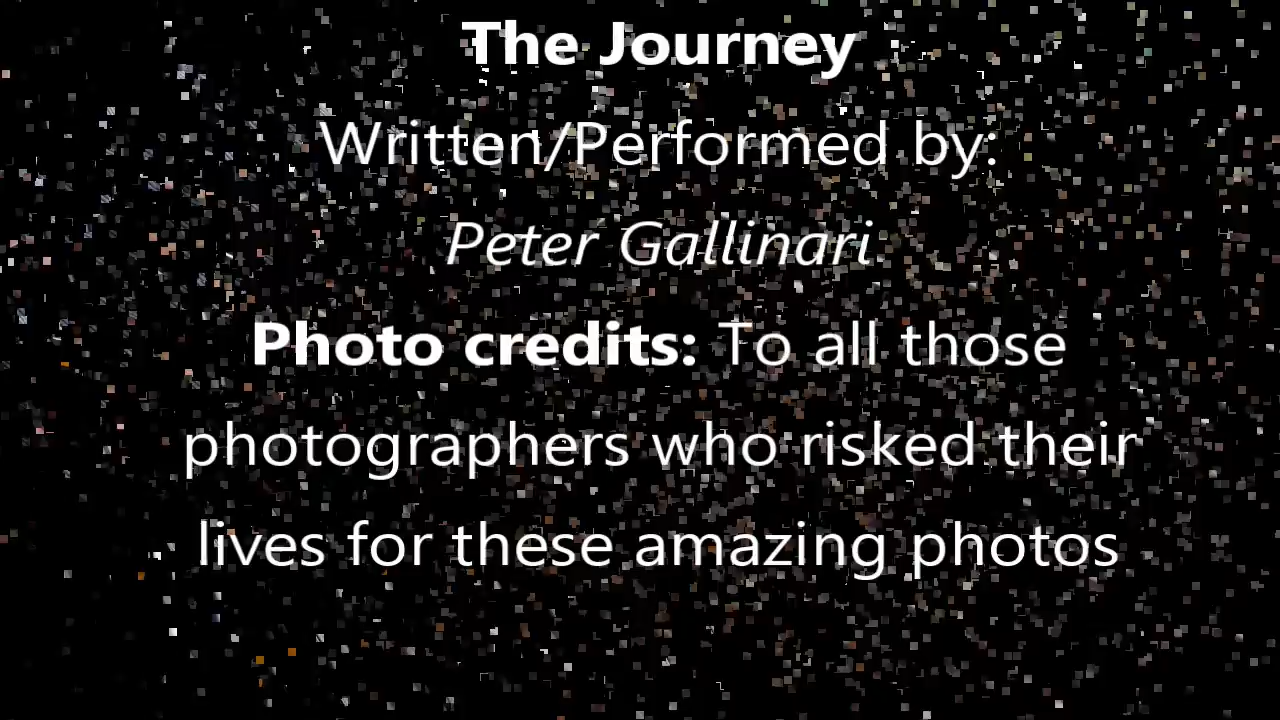 The Journey
Written/Performed by:
Peter Gallinari
Photo credits: To all those
photographers who risked their
lives for these amazing photos